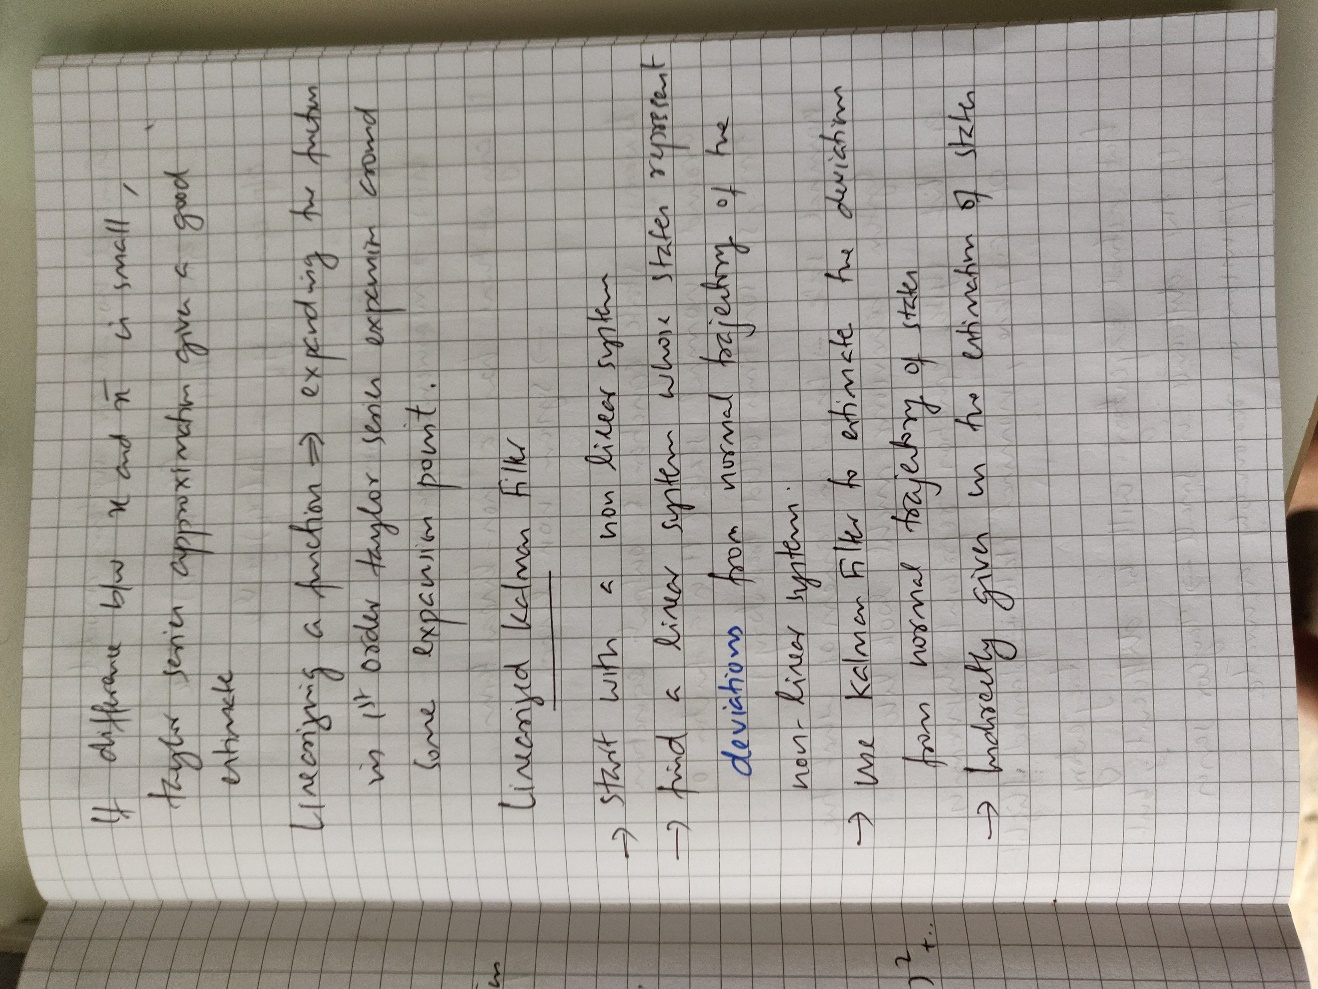 If difference b/w x and x̄ is small,
taylor series approximation gives a good
estimate
Linearizing a function ⇒ expanding the function
in 1st order taylor series expansion around
some expansion point.
Linearized Kalman Filter
→ start with a non linear system
→ find a linear system whose states represent
deviations from normal trajectory of the
non-linear system.
→ use Kalman Filter to estimate the deviation
from normal trajectory of states
→ Indirectly gives us the estimation of states
)² + ..